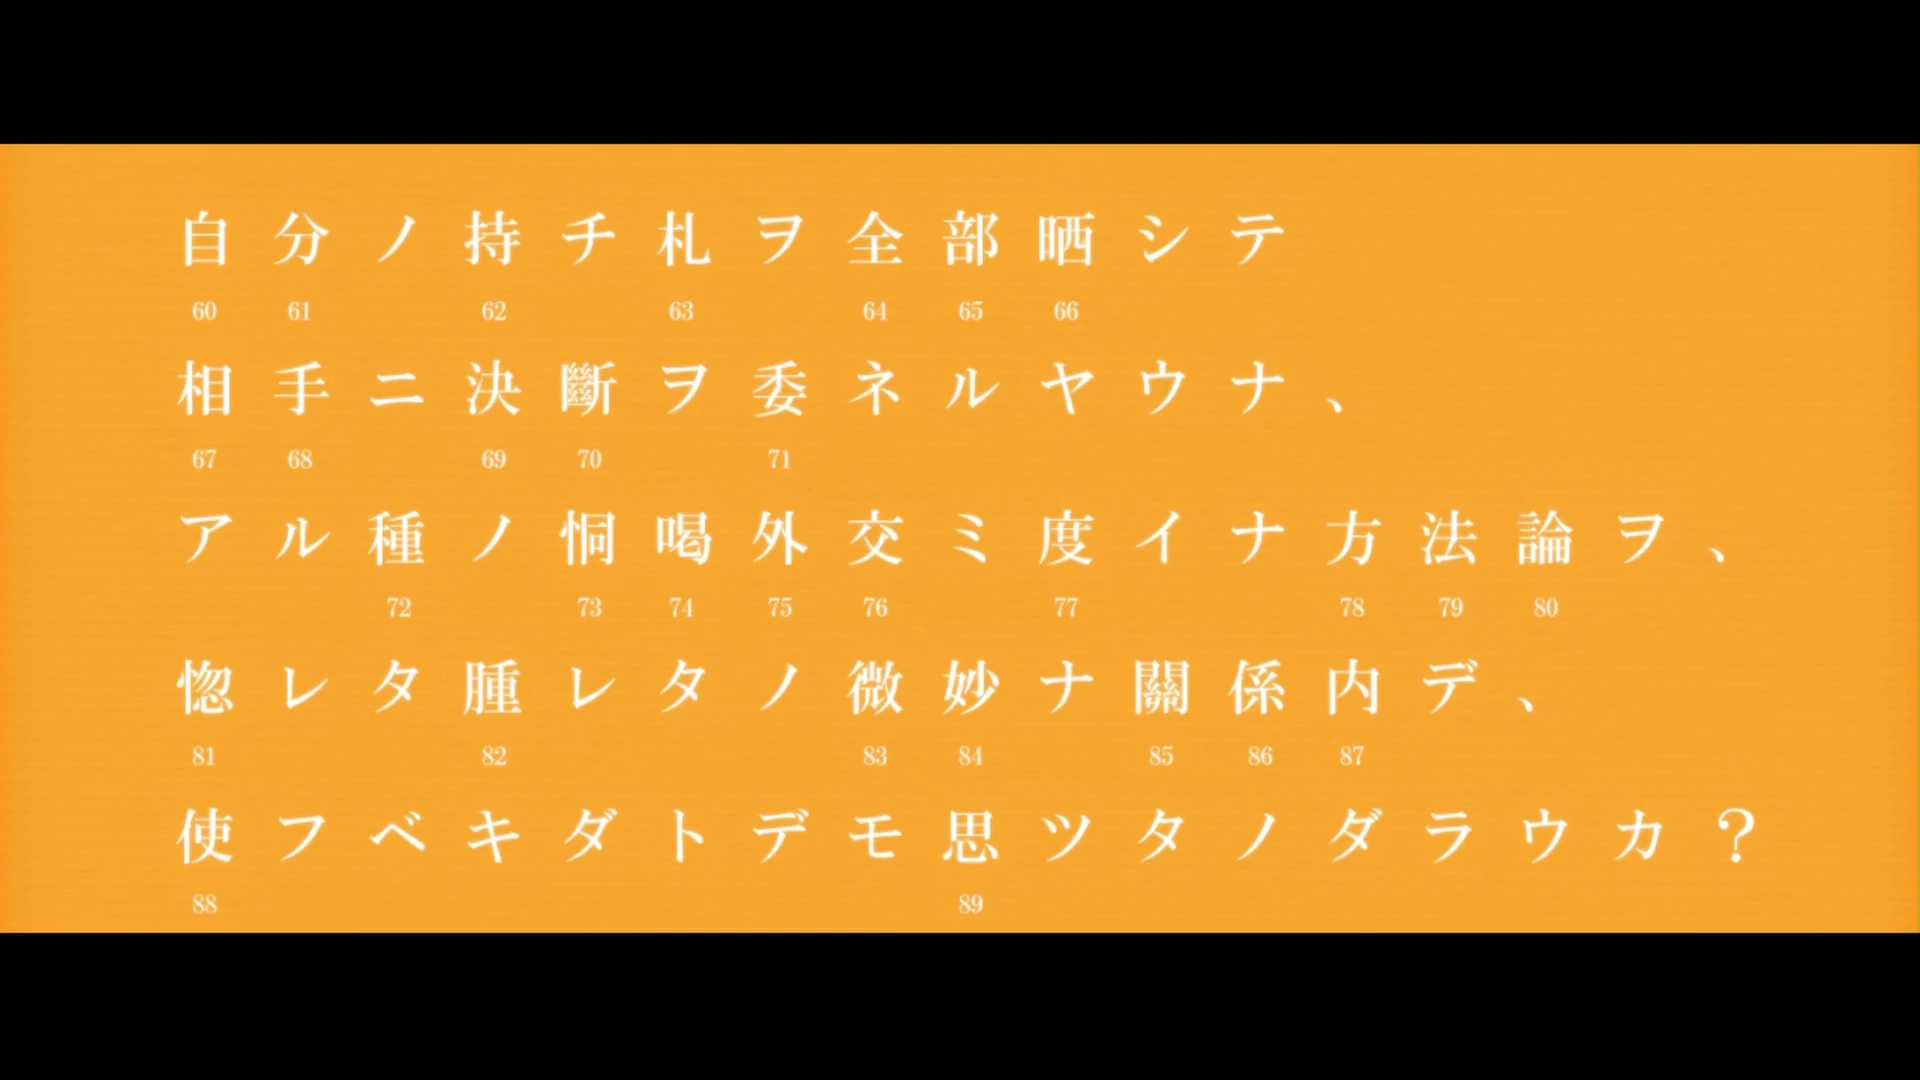 自分ノ持チ札ヲ全部晒シテ
60 61 62 63 64 65 66
相手ニ決斷ヲ委ネルヤウナ、
67 68 69 70 71
アル種ノ恫喝外交ミ度イナ方法論ヲ、
72 73 74 75 76 77 78 79 80
惚レタ腫レタノ微妙ナ關係内デ、
81 82 83 84 85 86 87
使フベキダトデモ思ツタノダラウカ？
88 89